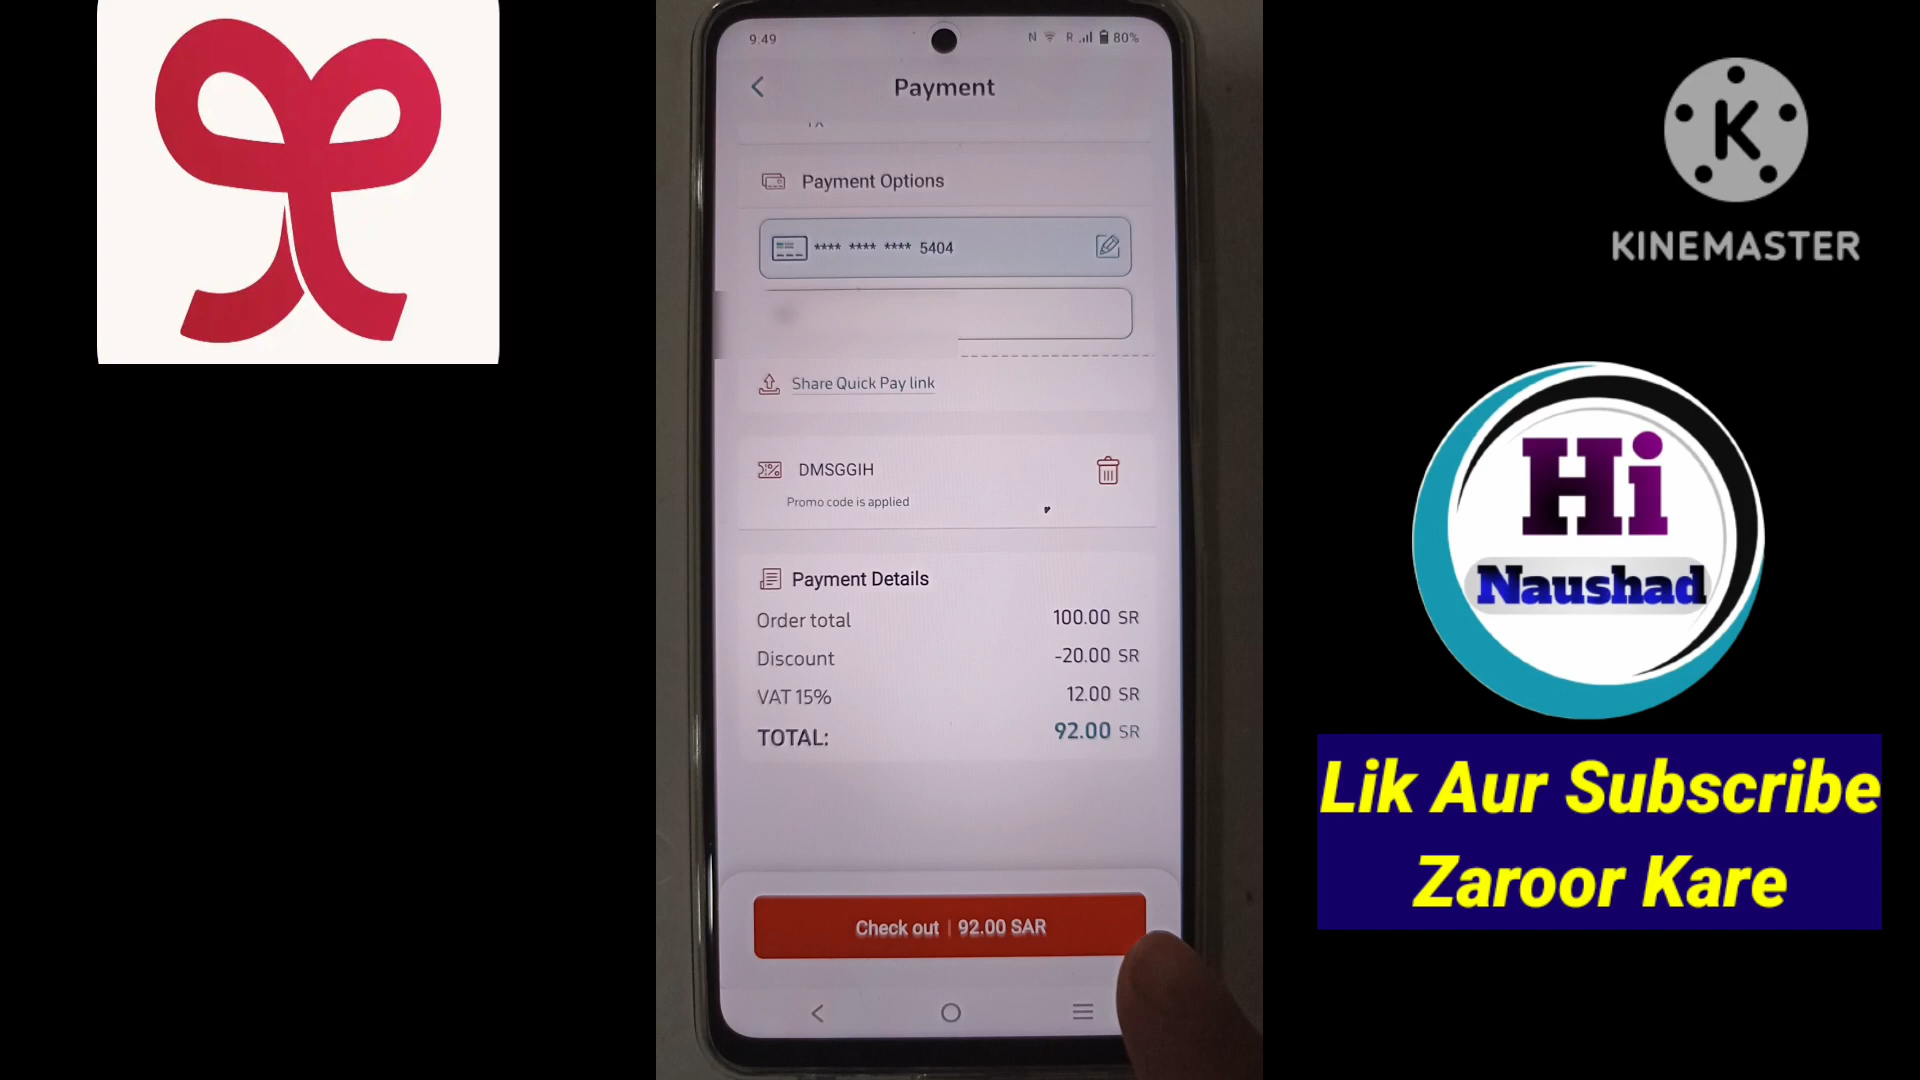 9.49
N R 80%
Payment
Payment Options
**** **** **** 5404
Share Quick Pay link
DMSGGIH
Promo code is applied
Payment Details
Order total 100.00 SR
Discount -20.00 SR
VAT 15% 12.00 SR
TOTAL: 92.00 SR
Check out | 92.00 SAR
K
KINEMASTER
Hi
Naushad
Lik Aur Subscribe
Zaroor Kare